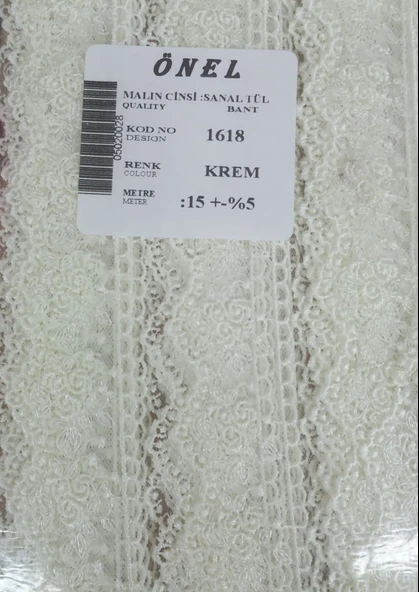 ÖNEL
MALIN CİNSİ :SANAL TÜL
QUALITY BANT
KOD NO 1618
DESIGN
RENK KREM
COLOUR
METRE :15 +-%5
METER
05020028